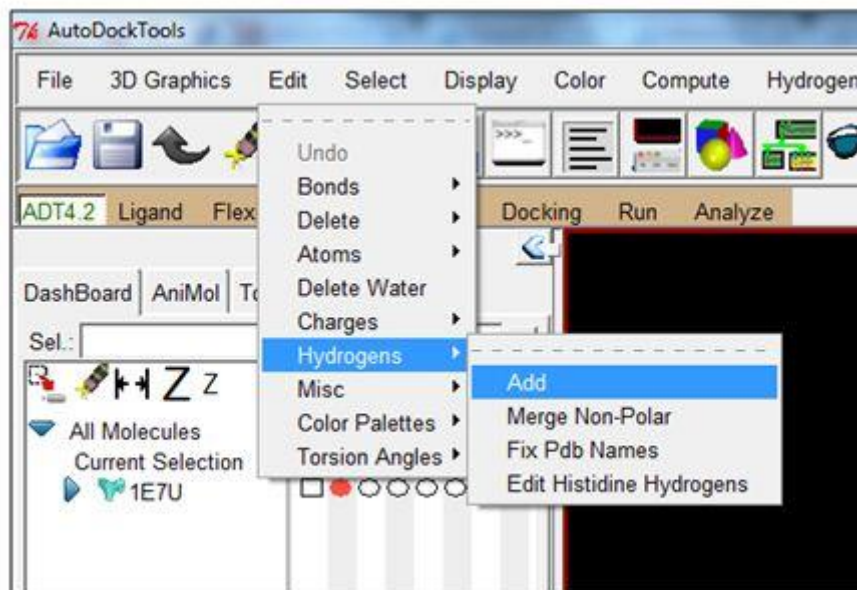 AutoDockTools
File 3D Graphics Edit Select Display Color Compute Hydrogen
>>>_
ADT4.2 Ligand Flex Docking Run Analyze
DashBoard AniMol To
Sel.:
Z Z
All Molecules
Current Selection
1E7U
Undo
Bonds
Delete
Atoms
Delete Water
Charges
Hydrogens
Misc
Color Palettes
Torsion Angles
Add
Merge Non-Polar
Fix Pdb Names
Edit Histidine Hydrogens